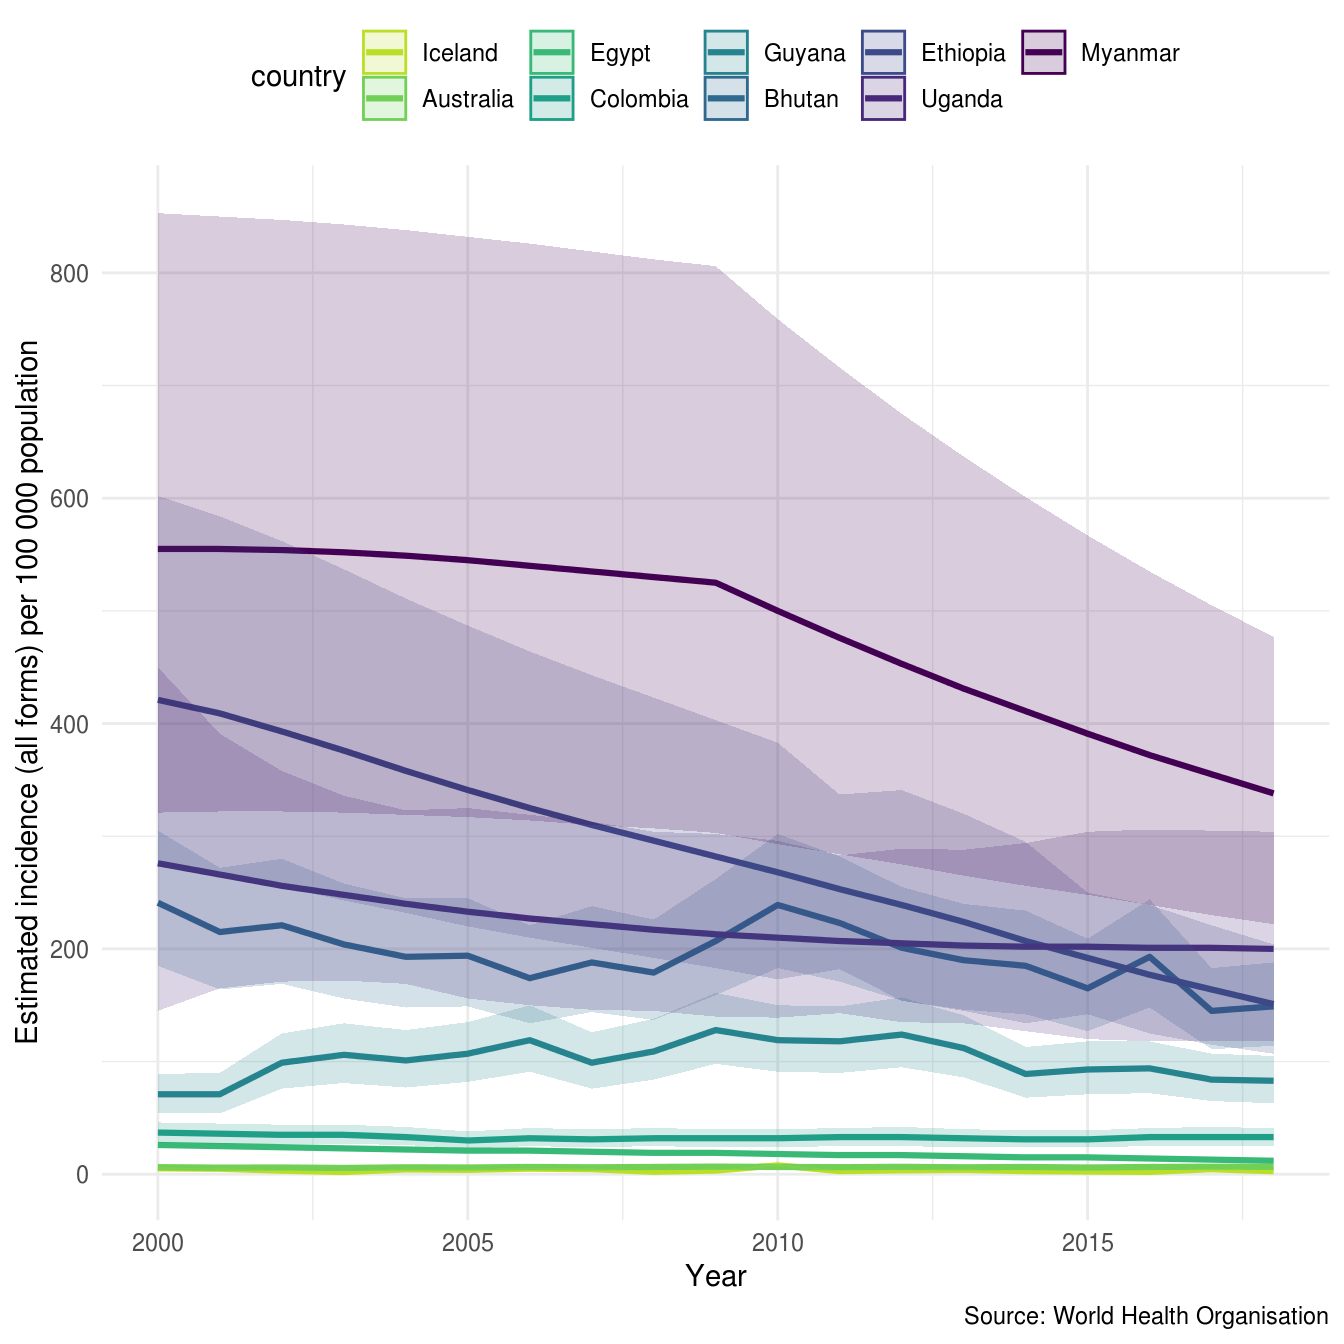 country
Iceland
Egypt
Guyana
Ethiopia
Myanmar
Australia
Colombia
Bhutan
Uganda
Estimated incidence (all forms) per 100 000 population
800
600
400
200
0
2000
2005
2010
2015
Year
Source: World Health Organisation